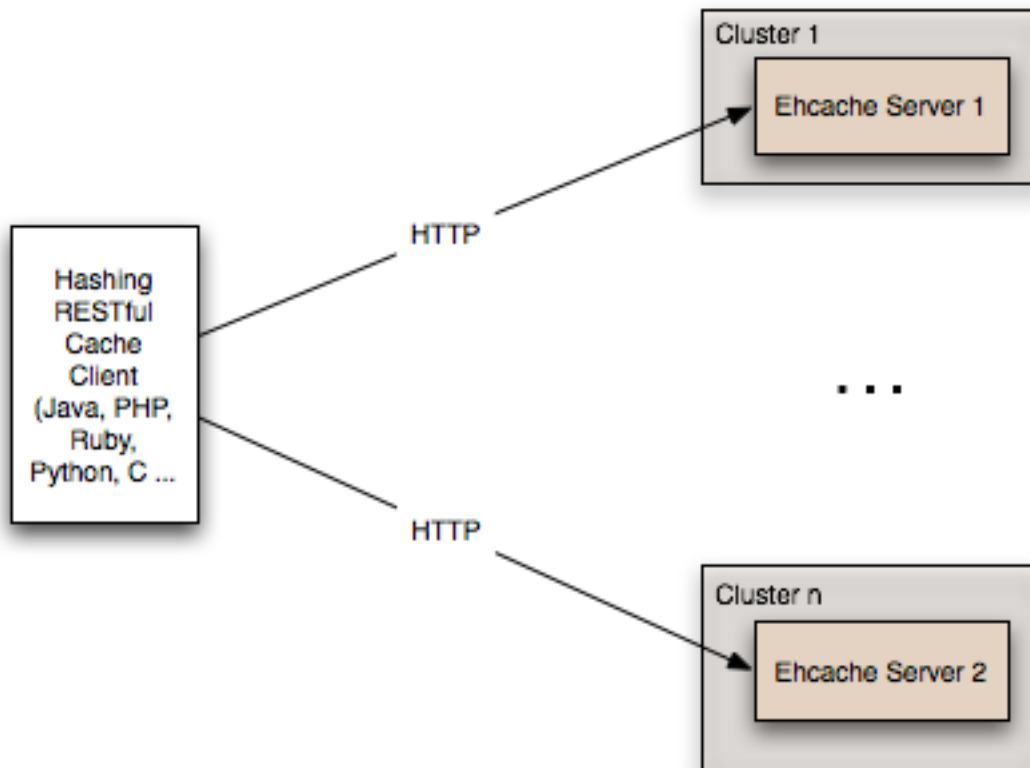 Cluster 1
Ehcache Server 1
HTTP
Hashing
RESTful
Cache
Client
(Java, PHP,
Ruby,
Python, C ...
...
HTTP
Cluster n
Ehcache Server 2